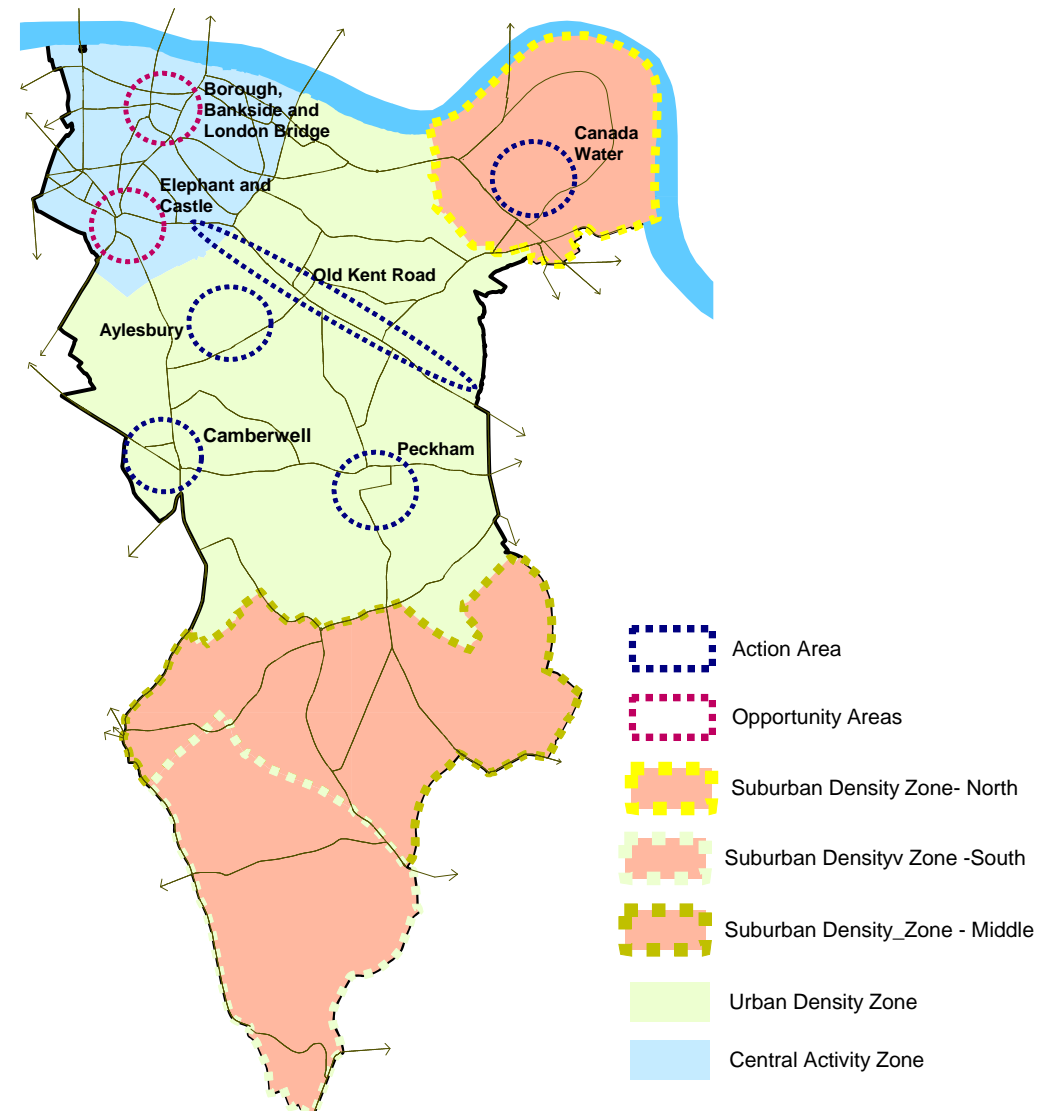 Borough,
Bankside and
London Bridge
Canada
Water
Elephant and
Castle
Old Kent Road
Aylesbury
Camberwell
Peckham
Action Area
Opportunity Areas
Suburban Density Zone- North
Suburban Densityv Zone -South
Suburban Density_Zone - Middle
Urban Density Zone
Central Activity Zone